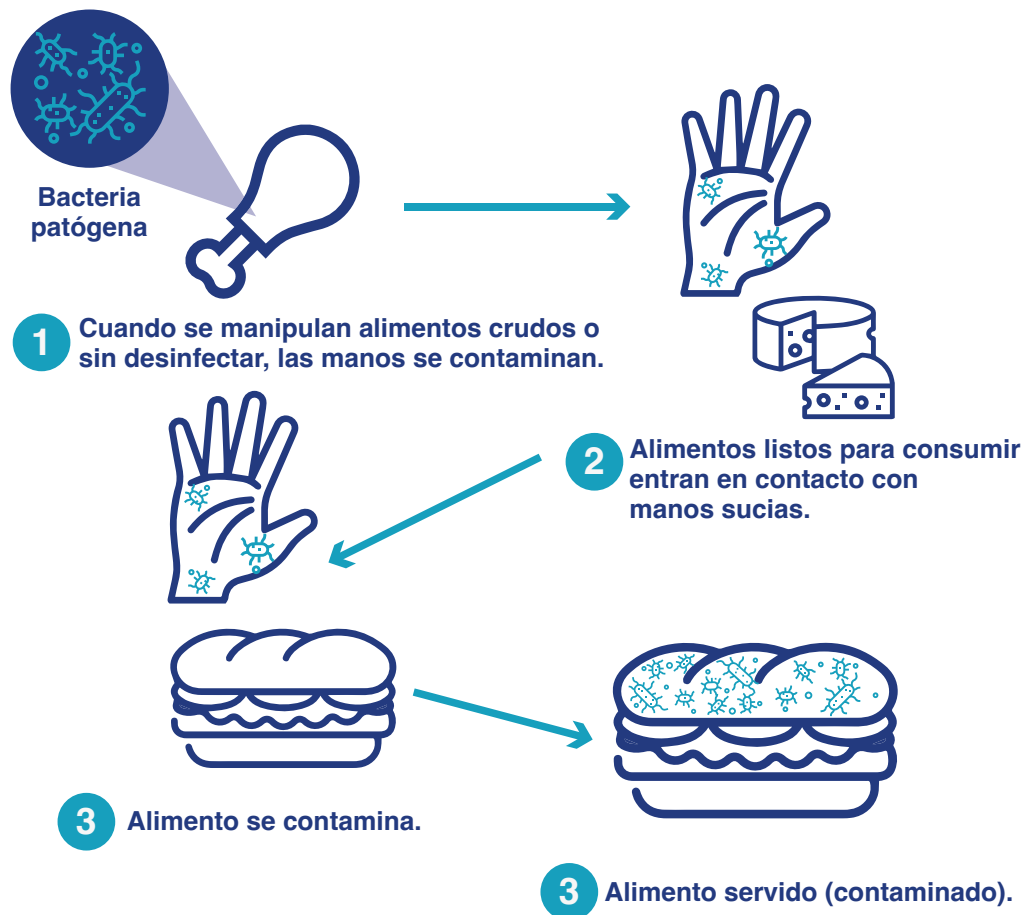 Bacteria
patógena
1 Cuando se manipulan alimentos crudos o
sin desinfectar, las manos se contaminan.
2 Alimentos listos para consumir
entran en contacto con
manos sucias.
3 Alimento se contamina.
3 Alimento servido (contaminado).